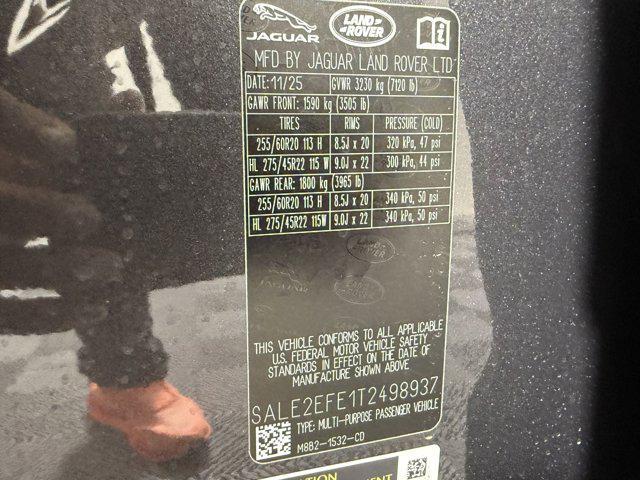 JAGUAR
LAND ROVER
MFD BY JAGUAR LAND ROVER LTD
DATE: 11/25 GVWR 3230 kg (7120 lb)
GAWR FRONT: 1590 kg (3505 lb)
TIRES RIMS PRESSURE (COLD)
255/60R20 113 H 8.5J x 20 320 kPa, 47 psi
HL 275/45R22 115 W 9.0J x 22 300 kPa, 44 psi
GAWR REAR: 1800 kg (3965 lb)
255/60R20 113 H 8.5J x 20 340 kPa, 50 psi
HL 275/45R22 115W 9.0J x 22 340 kPa, 50 psi
LAND ROVER
JAGUAR
LAND ROVER
THIS VEHICLE CONFORMS TO ALL APPLICABLE
U.S. FEDERAL MOTOR VEHICLE SAFETY
STANDARDS IN EFFECT ON THE DATE OF
MANUFACTURE SHOWN ABOVE
SALE2EFE1T2498937
TYPE: MULTI-PURPOSE PASSENGER VEHICLE
M8B2-1532-CD